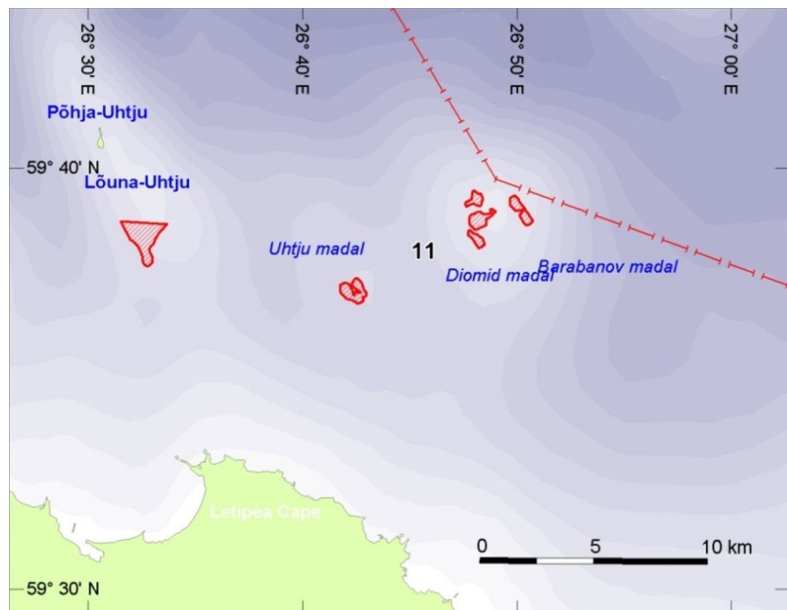 26° 30' E
26° 40' E
26° 50' E
27° 00' E
Põhja-Uhtju
59° 40' N
Lõuna-Uhtju
Uhtju madal
11
Diomid madal
Barabanov madal
Letipea Cape
0 5 10 km
59° 30' N